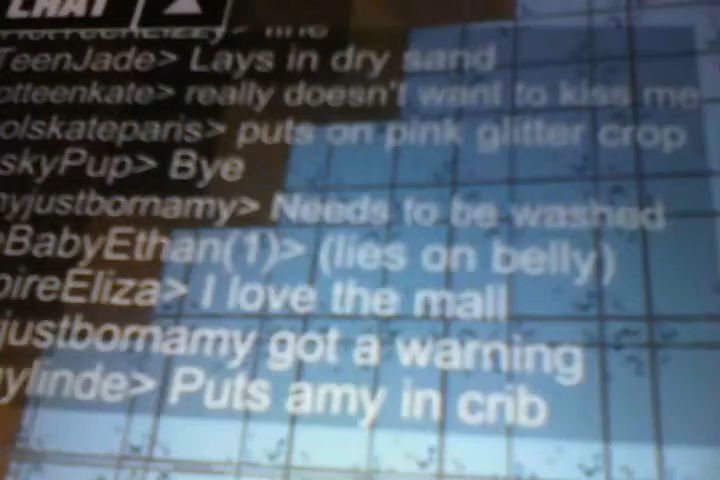 CHAT
TeenJade> Lays in dry sand
otteenkate> really doesn't want to kiss me
olskateparis> puts on pink glitter crop
skyPup> Bye
yjustbornamy> Needs to be washed
eBabyEthan(1)> (lies on belly)
pireEliza> I love the mall
justbornamy got a warning
ylinde> Puts amy in crib